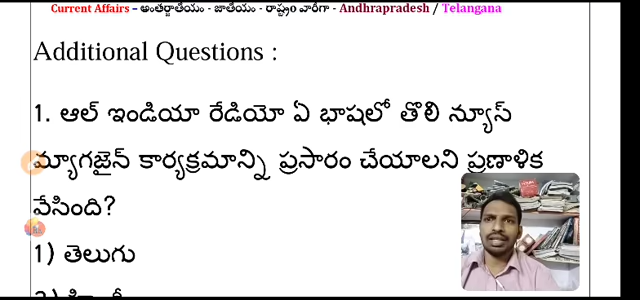 Current Affairs – అంతర్జాతీయం - జాతీయం - రాష్ట్రం వారీగా - Andhrapradesh / Telangana
Additional Questions :
1. ఆల్ ఇండియా రేడియో ఏ భాషలో తొలి న్యూస్
మ్యాగజైన్ కార్యక్రమాన్ని ప్రసారం చేయాలని ప్రణాళిక
వేసింది?
1) తెలుగు